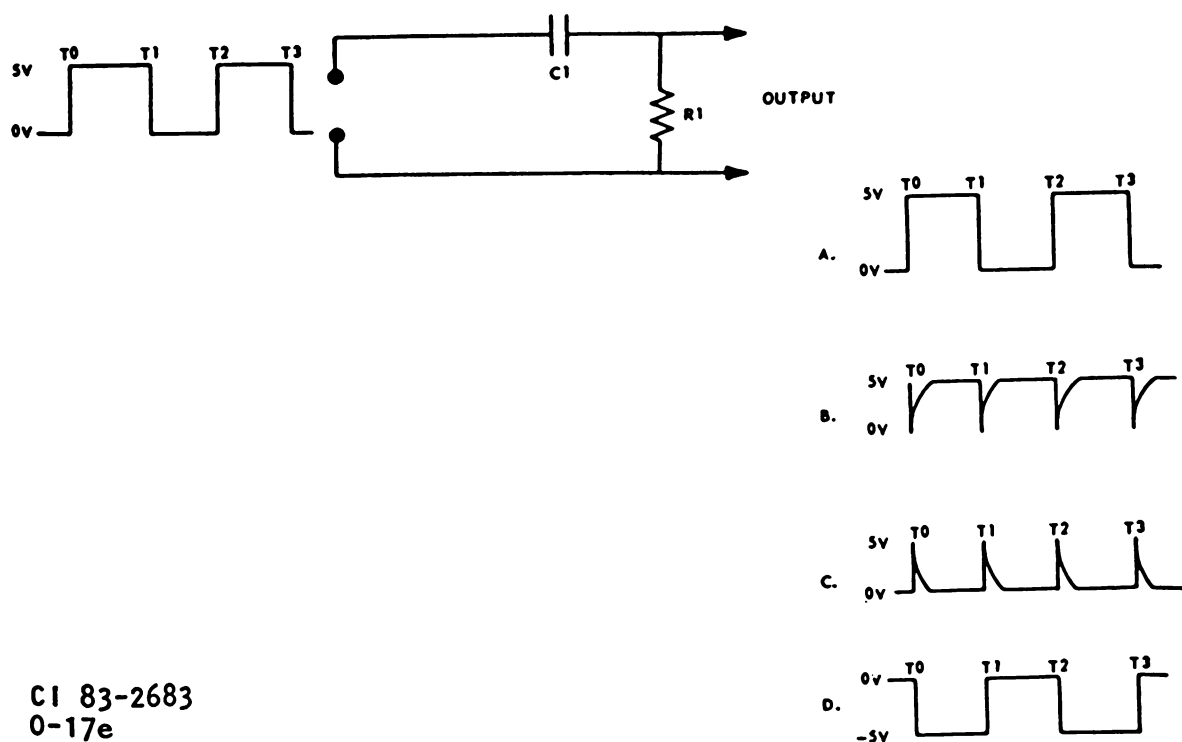 T0 T1 T2 T3
5V
0V
C1
R1
OUTPUT
T0 T1 T2 T3
5V
A.
0V
T0 T1 T2 T3
5V
B.
0V
T0 T1 T2 T3
5V
C.
0V
T0 T1 T2 T3
0V
D.
-5V
CI 83-2683
0-17e